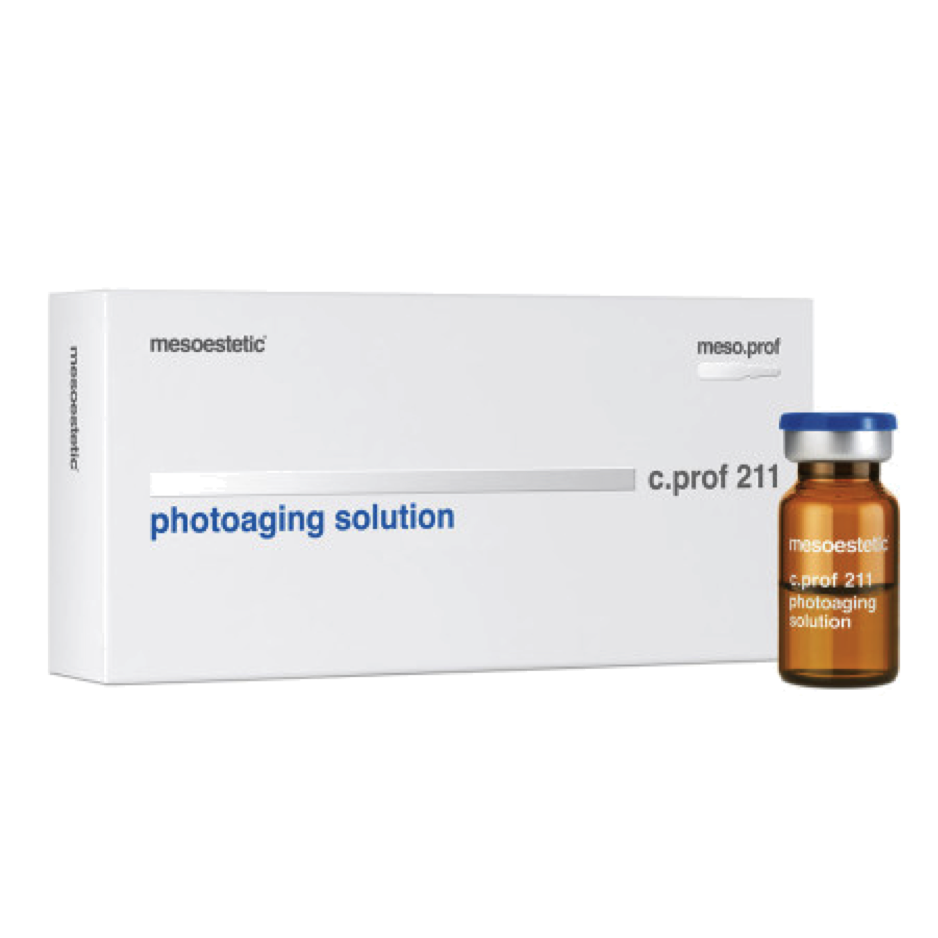 mesoestetic®
mesoestetic®
meso.prof
c.prof 211
photoaging solution
mesoestetic®
c.prof 211
photoaging
solution